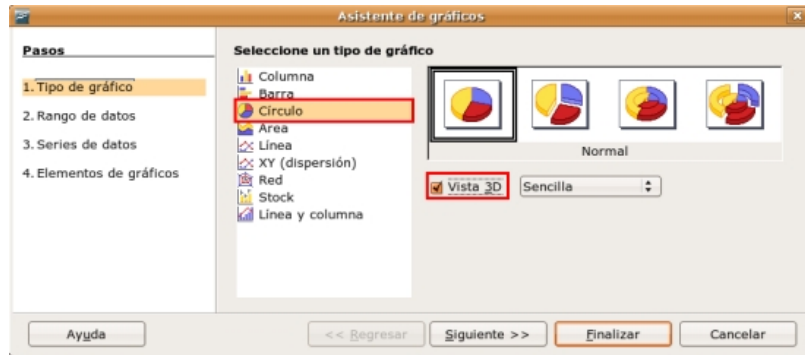 Asistente de gráficos
Pasos
1. Tipo de gráfico
2. Rango de datos
3. Series de datos
4. Elementos de gráficos
Seleccione un tipo de gráfico
Columna
Barra
Círculo
Área
Línea
XY (dispersión)
Red
Stock
Línea y columna
Normal
Vista 3D
Sencilla
Ayuda
<< Regresar
Siguiente >>
Finalizar
Cancelar